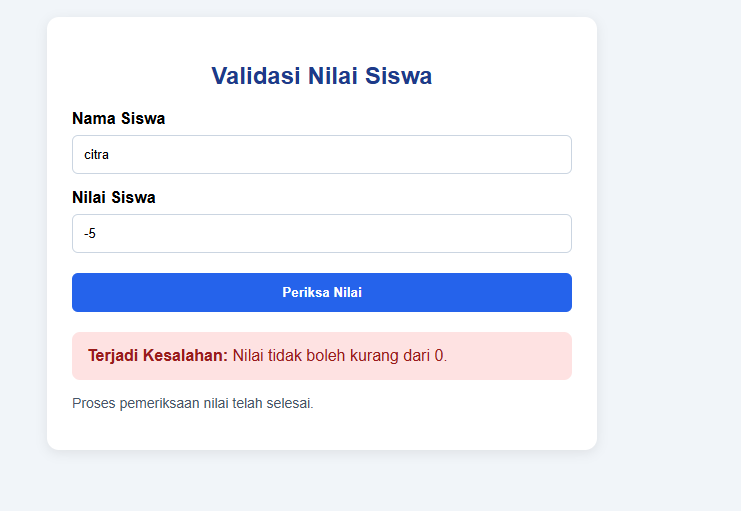 Validasi Nilai Siswa
Nama Siswa
citra
Nilai Siswa
-5
Periksa Nilai
Terjadi Kesalahan: Nilai tidak boleh kurang dari 0.
Proses pemeriksaan nilai telah selesai.